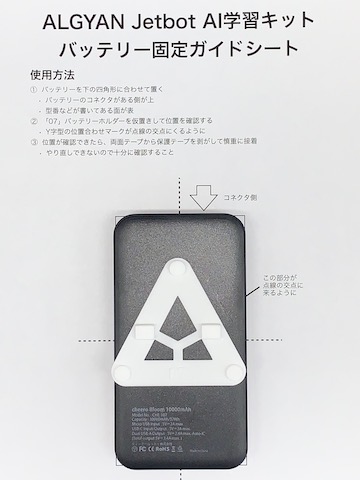 ALGYAN Jetbot AI学習キット
バッテリー固定ガイドシート
使用方法
① バッテリーを下の四角形に合わせて置く
- バッテリーのコネクタがある側が上
- 型番などが書いてある面が表
② 「07」バッテリーホルダーを仮置きして位置を確認する
- Y字型の位置合わせマークが点線の交点にくるように
③ 位置が確認できたら、両面テープから保護テープを剥がして慎重に接着
- やり直しできないので十分に確認すること
コネクタ側
この部分が
点線の交点に
来るように
cheero Bloom 10000mAh
Model No.: CHE-101